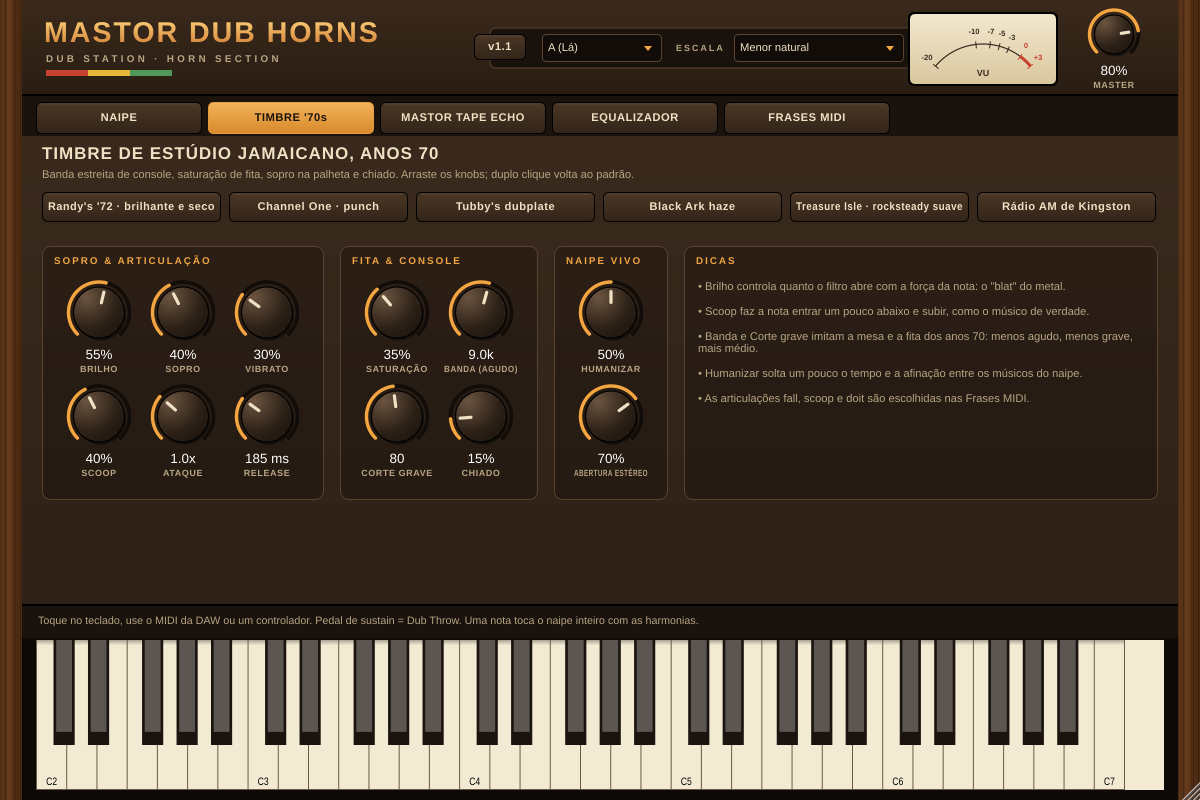 MASTOR DUB HORNS
DUB STATION · HORN SECTION
v1.1
A (Lá)
ESCALA
Menor natural
-20
-10
-7
-5
-3
0
+3
VU
80%
MASTER
NAIPE
TIMBRE '70s
MASTOR TAPE ECHO
EQUALIZADOR
FRASES MIDI
TIMBRE DE ESTÚDIO JAMAICANO, ANOS 70
Banda estreita de console, saturação de fita, sopro na palheta e chiado. Arraste os knobs; duplo clique volta ao padrão.
Randy's '72 · brilhante e seco
Channel One · punch
Tubby's dubplate
Black Ark haze
Treasure Isle · rocksteady suave
Rádio AM de Kingston
SOPRO & ARTICULAÇÃO
55%
BRILHO
40%
SOPRO
30%
VIBRATO
40%
SCOOP
1.0x
ATAQUE
185 ms
RELEASE
FITA & CONSOLE
35%
SATURAÇÃO
9.0k
BANDA (AGUDO)
80
CORTE GRAVE
15%
CHIADO
NAIPE VIVO
50%
HUMANIZAR
70%
ABERTURA ESTÉREO
DICAS
• Brilho controla quanto o filtro abre com a força da nota: o "blat" do metal.
• Scoop faz a nota entrar um pouco abaixo e subir, como o músico de verdade.
• Banda e Corte grave imitam a mesa e a fita dos anos 70: menos agudo, menos grave,
mais médio.
• Humanizar solta um pouco o tempo e a afinação entre os músicos do naipe.
• As articulações fall, scoop e doit são escolhidas nas Frases MIDI.
Toque no teclado, use o MIDI da DAW ou um controlador. Pedal de sustain = Dub Throw. Uma nota toca o naipe inteiro com as harmonias.
C2
C3
C4
C5
C6
C7